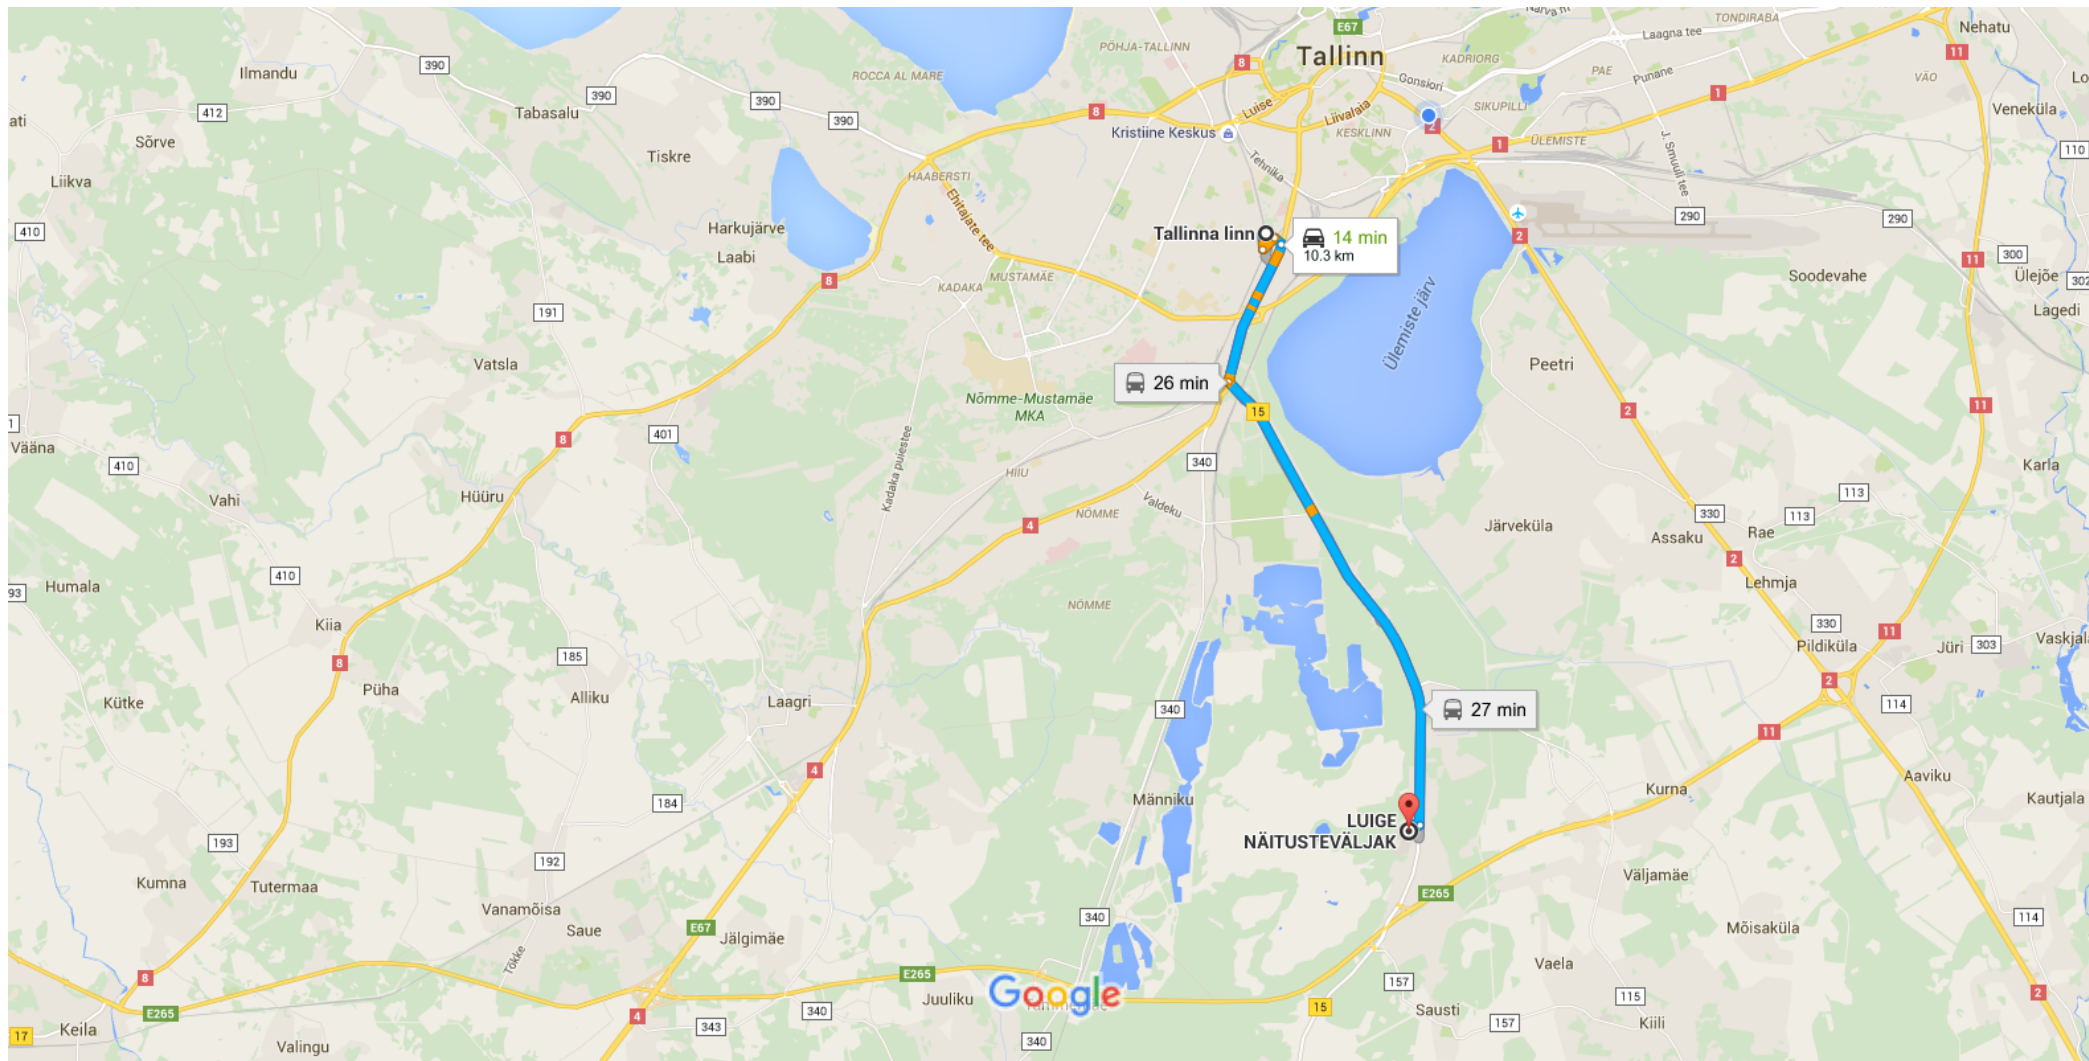 E67
Narva m
TONDIRABA
Nehatu
Laagna tee
11
PÕHJA-TALLINN
Tallinn
KADRIORG
390
8
Ilmandu
ROCCA AL MARE
PAE
Punane
VÄO
Lo
Gonsiori
390
390
1
Tabasalu
412
8
Luise
Liivalaia
SIKUPILLI
Veneküla
ati
390
Kristiine Keskus
KESKLINN
2
Sõrve
1
ÜLEMISTE
J. Smuuli tee
110
Tiskre
Tehnika
HAABERSTI
Liikva
Ehitajate tee
290
290
410
Harkujärve
Tallinna linn
14 min
10.3 km
2
Laabi
300
11
Ülejõe
8
MUSTAMÄE
KADAKA
Soodevahe
302
191
Ülemiste järv
Lagedi
Vatsla
Peetri
26 min
Nõmme-Mustamäe
MKA
15
2
11
1
401
8
Vääna
410
Kadaka puiestee
340
Karla
HIIU
Vahi
Hüüru
Valdeku
113
4
NÕMME
Järveküla
330
113
Assaku
Rae
2
410
Humala
93
Lehmja
NÕMME
Kiia
330
11
Vaskjala
185
8
Pildiküla
Jüri
303
Püha
Alliku
2
Kütke
Laagri
340
27 min
114
11
4
Aaviku
Kurna
184
Männiku
Kautjala
LUIGE
NÄITUSTEVÄLJAK
193
192
Väljamäe
Kumna
Tutermaa
E265
Vanamõisa
340
114
Saue
E67
Jälgimäe
Mõisaküla
Tõkke
8
E265
Vaela
157
Google
2
Juuliku
115
E265
340
15
Sausti
4
343
157
Kiili
17
Keila
340
Valingu